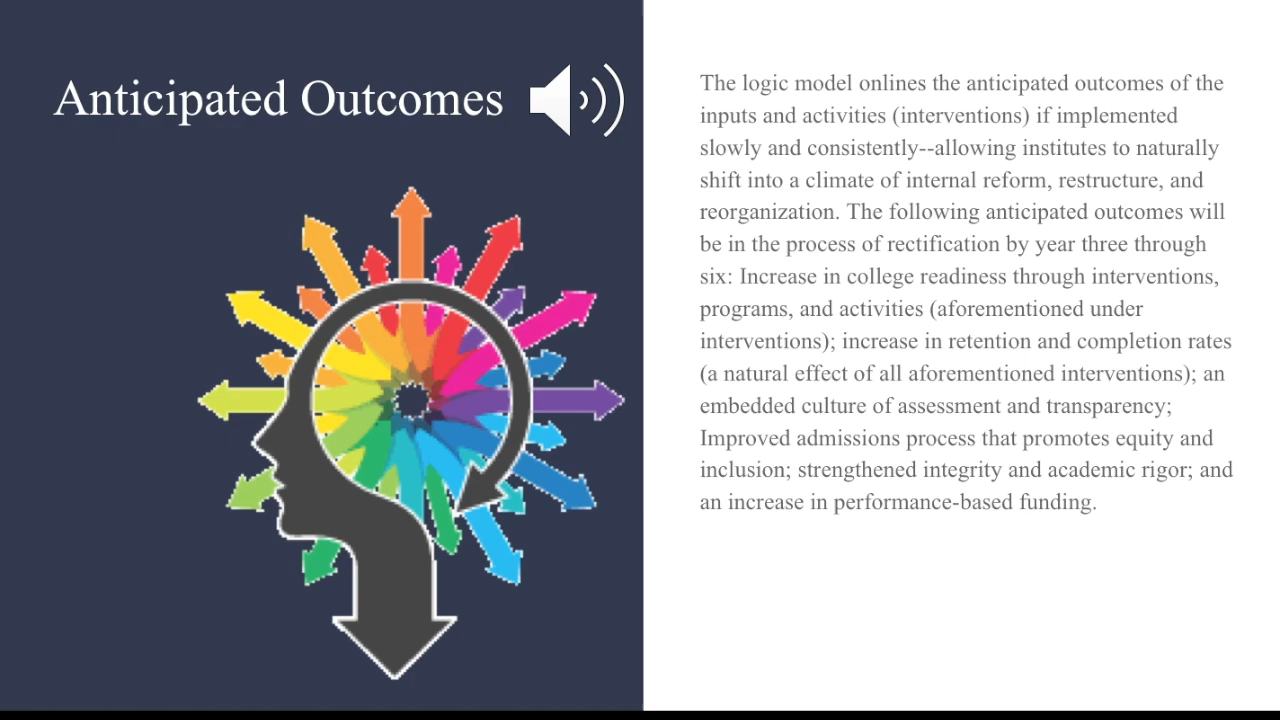 Anticipated Outcomes
The logic model onlines the anticipated outcomes of the
inputs and activities (interventions) if implemented
slowly and consistently--allowing institutes to naturally
shift into a climate of internal reform, restructure, and
reorganization. The following anticipated outcomes will
be in the process of rectification by year three through
six: Increase in college readiness through interventions,
programs, and activities (aforementioned under
interventions); increase in retention and completion rates
(a natural effect of all aforementioned interventions); an
embedded culture of assessment and transparency;
Improved admissions process that promotes equity and
inclusion; strengthened integrity and academic rigor; and
an increase in performance-based funding.